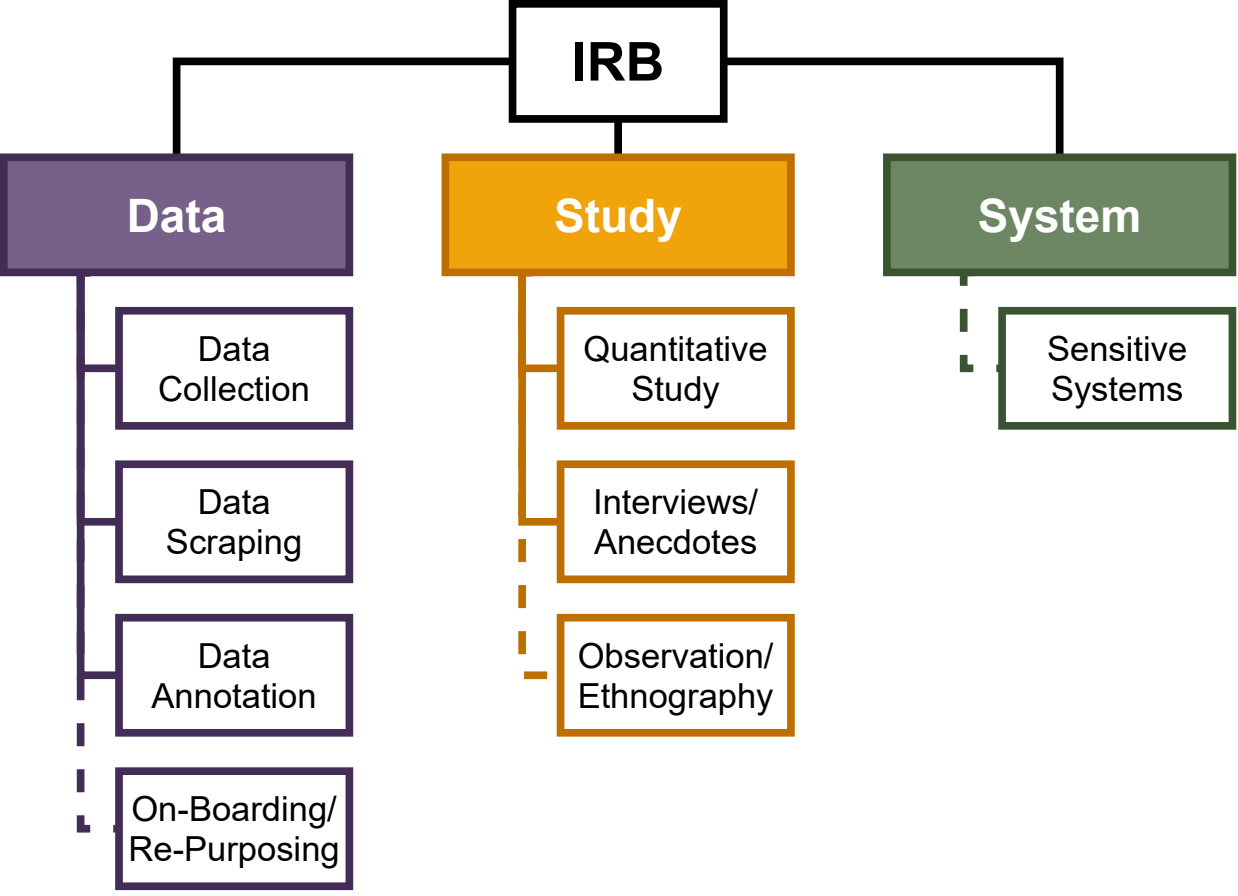 IRB
Data
Study
System
Data
Collection
Data
Scraping
Data
Annotation
On-Boarding/
Re-Purposing
Quantitative
Study
Interviews/
Anecdotes
Observation/
Ethnography
Sensitive
Systems